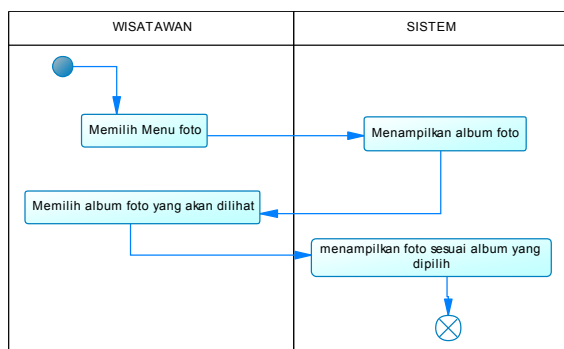 WISATAWAN
SISTEM
Memilih Menu foto
Menampilkan album foto
Memilih album foto yang akan dilihat
menampilkan foto sesuai album yang
dipilih